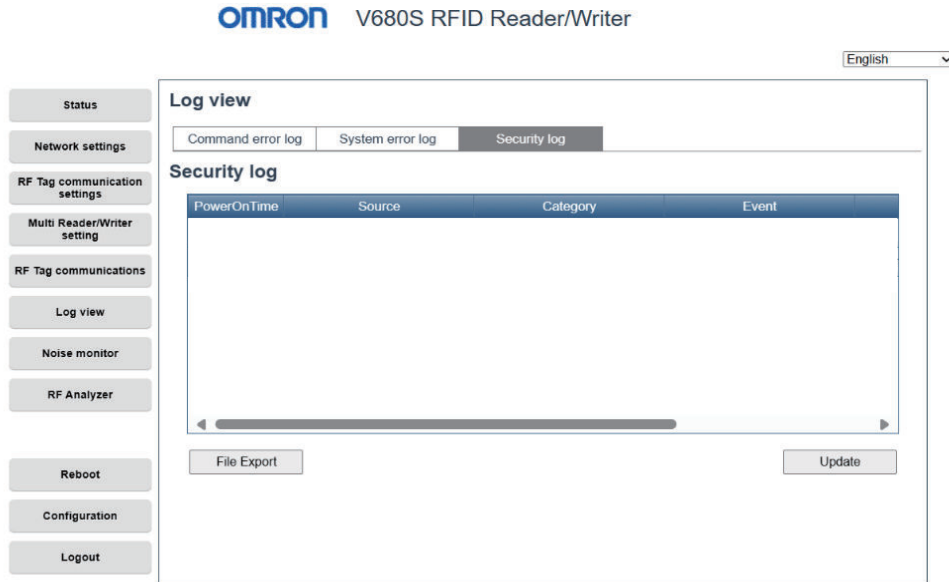 OMRON V680S RFID Reader/Writer
English
Status
Network settings
RF Tag communication
settings
Multi Reader/Writer
setting
RF Tag communications
Log view
Noise monitor
RF Analyzer
Reboot
Configuration
Logout
Log view
Command error log System error log Security log
Security log
PowerOnTime Source Category Event
File Export Update